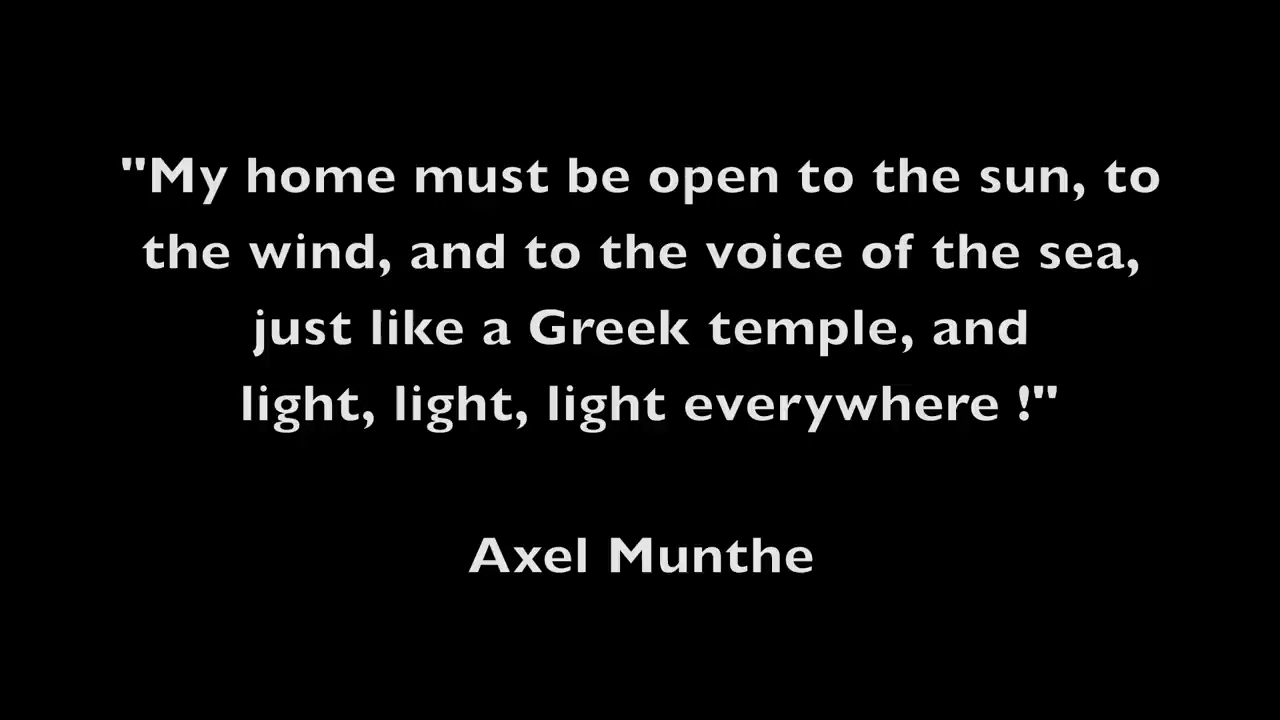 "My home must be open to the sun, to
the wind, and to the voice of the sea,
just like a Greek temple, and
light, light, light everywhere !"
Axel Munthe